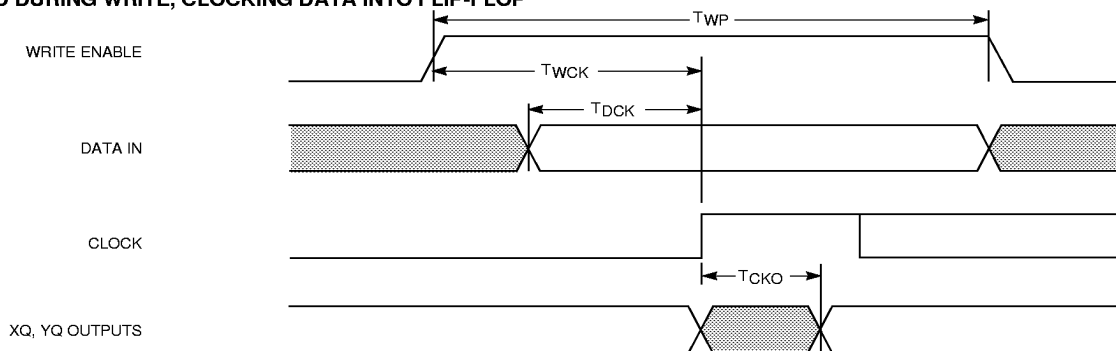 DURING WRITE, CLOCKING DATA INTO FLIP-FLOP
TWP
WRITE ENABLE
TWCK
TDCK
DATA IN
CLOCK
TCKO
XQ, YQ OUTPUTS